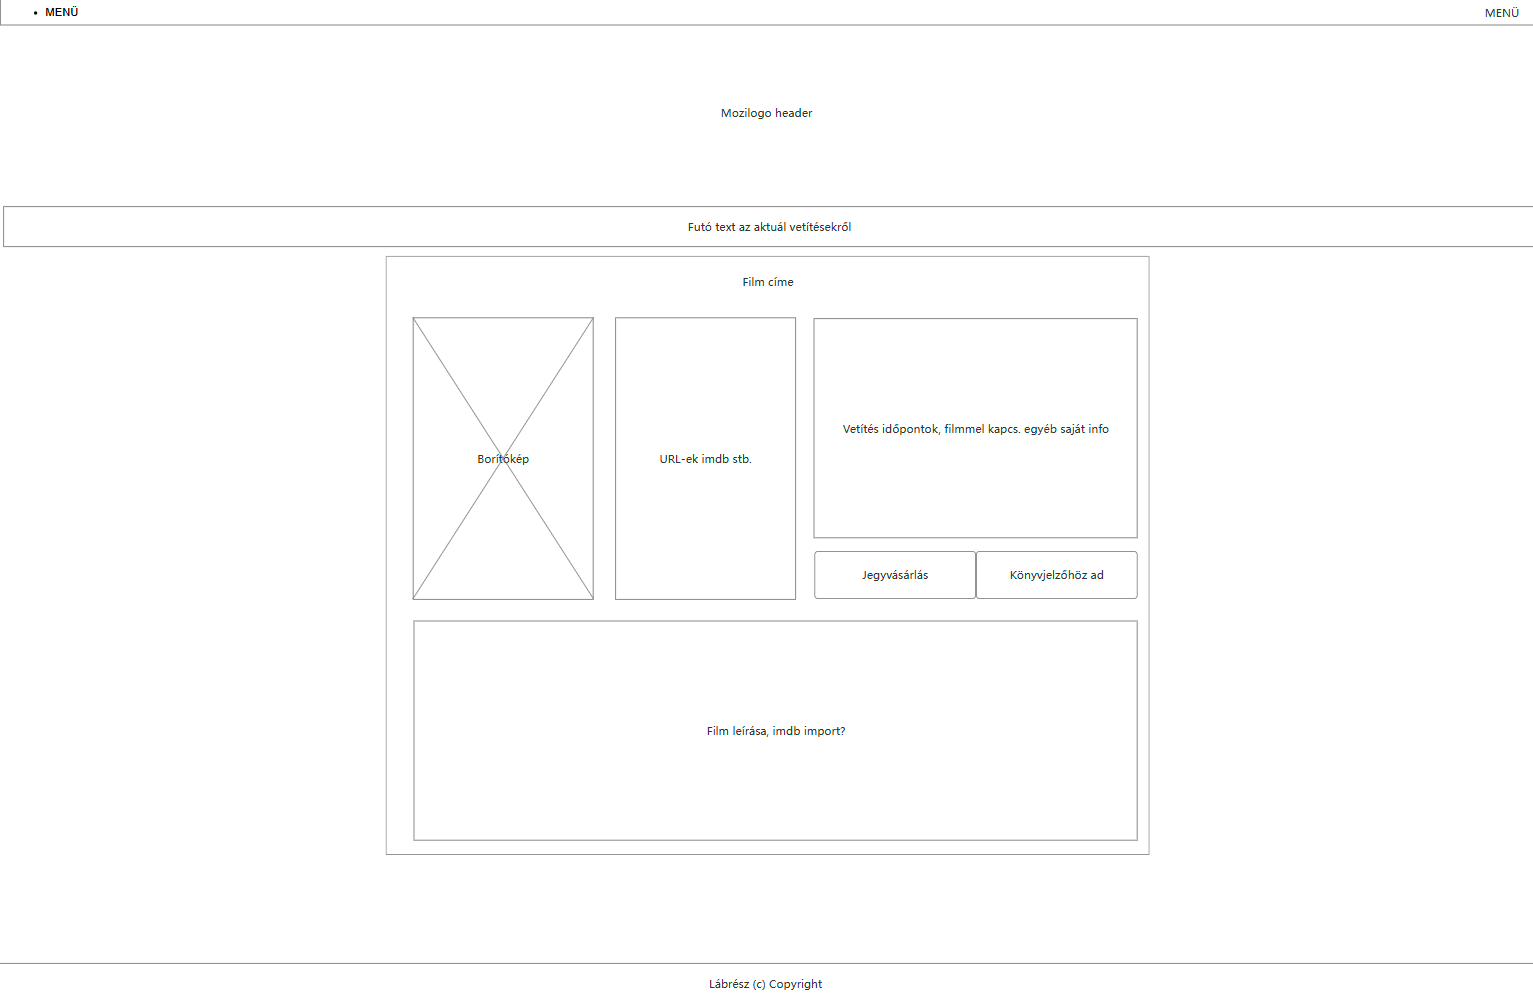 MENÜ
MENÜ
Mozilogo header
Futó text az aktuál vetítésekről
Film címe
Borítókép
URL-ek imdb stb.
Vetítés időpontok, filmmel kapcs. egyéb saját info
Jegyvásárlás
Könyvjelzőhöz ad
Film leírása, imdb import?
Lábrész (c) Copyright